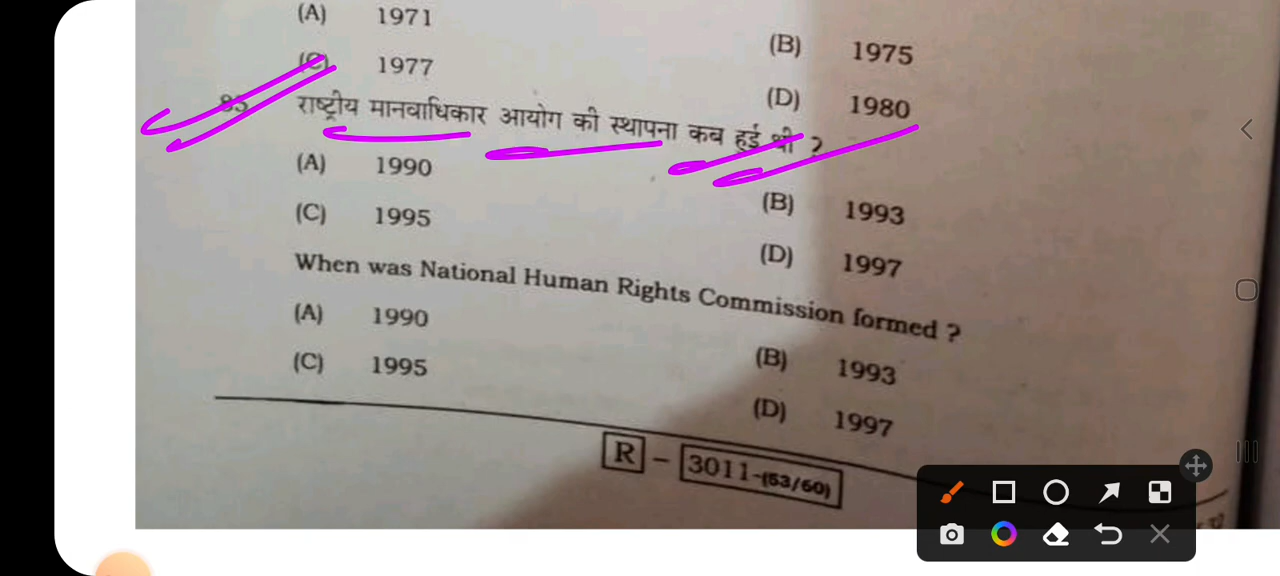 (A) 1971
(B) 1975
(C) 1977
(D) 1980
85 राष्ट्रीय मानवाधिकार आयोग की स्थापना कब हुई थी ?
(A) 1990
(B) 1993
(C) 1995
(D) 1997
When was National Human Rights Commission formed ?
(A) 1990
(B) 1993
(C) 1995
(D) 1997
R – 3011-(53/60)